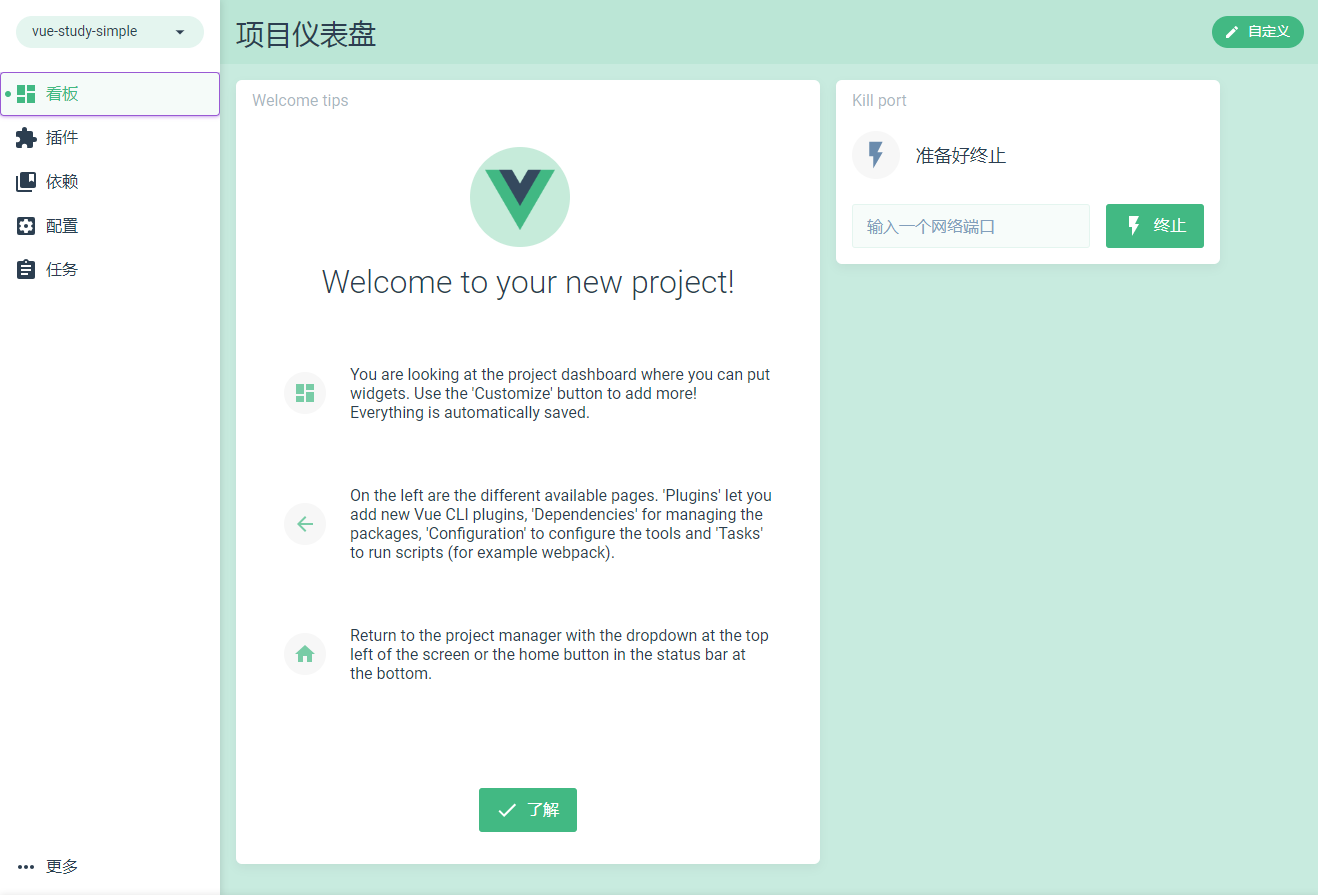 vue-study-simple
看板
插件
依赖
配置
任务
更多
项目仪表盘
自定义
Welcome tips
Welcome to your new project!
You are looking at the project dashboard where you can put
widgets. Use the 'Customize' button to add more!
Everything is automatically saved.
On the left are the different available pages. 'Plugins' let you
add new Vue CLI plugins, 'Dependencies' for managing the
packages, 'Configuration' to configure the tools and 'Tasks'
to run scripts (for example webpack).
Return to the project manager with the dropdown at the top
left of the screen or the home button in the status bar at
the bottom.
了解
Kill port
准备好终止
输入一个网络端口
终止